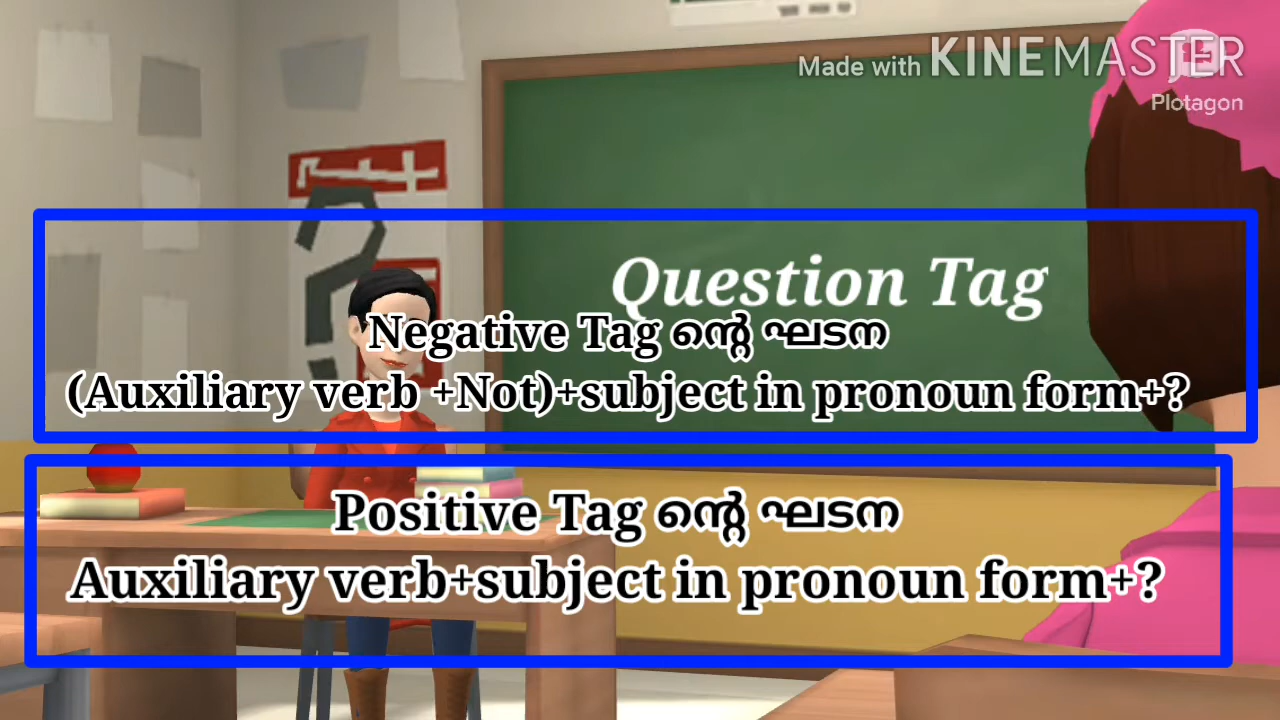 Made with KINEMASTER
Plotagon
Question Tag
Negative Tag ൻ്റെ ഘടന
(Auxiliary verb +Not)+subject in pronoun form+?
Positive Tag ൻ്റെ ഘടന
Auxiliary verb+subject in pronoun form+?